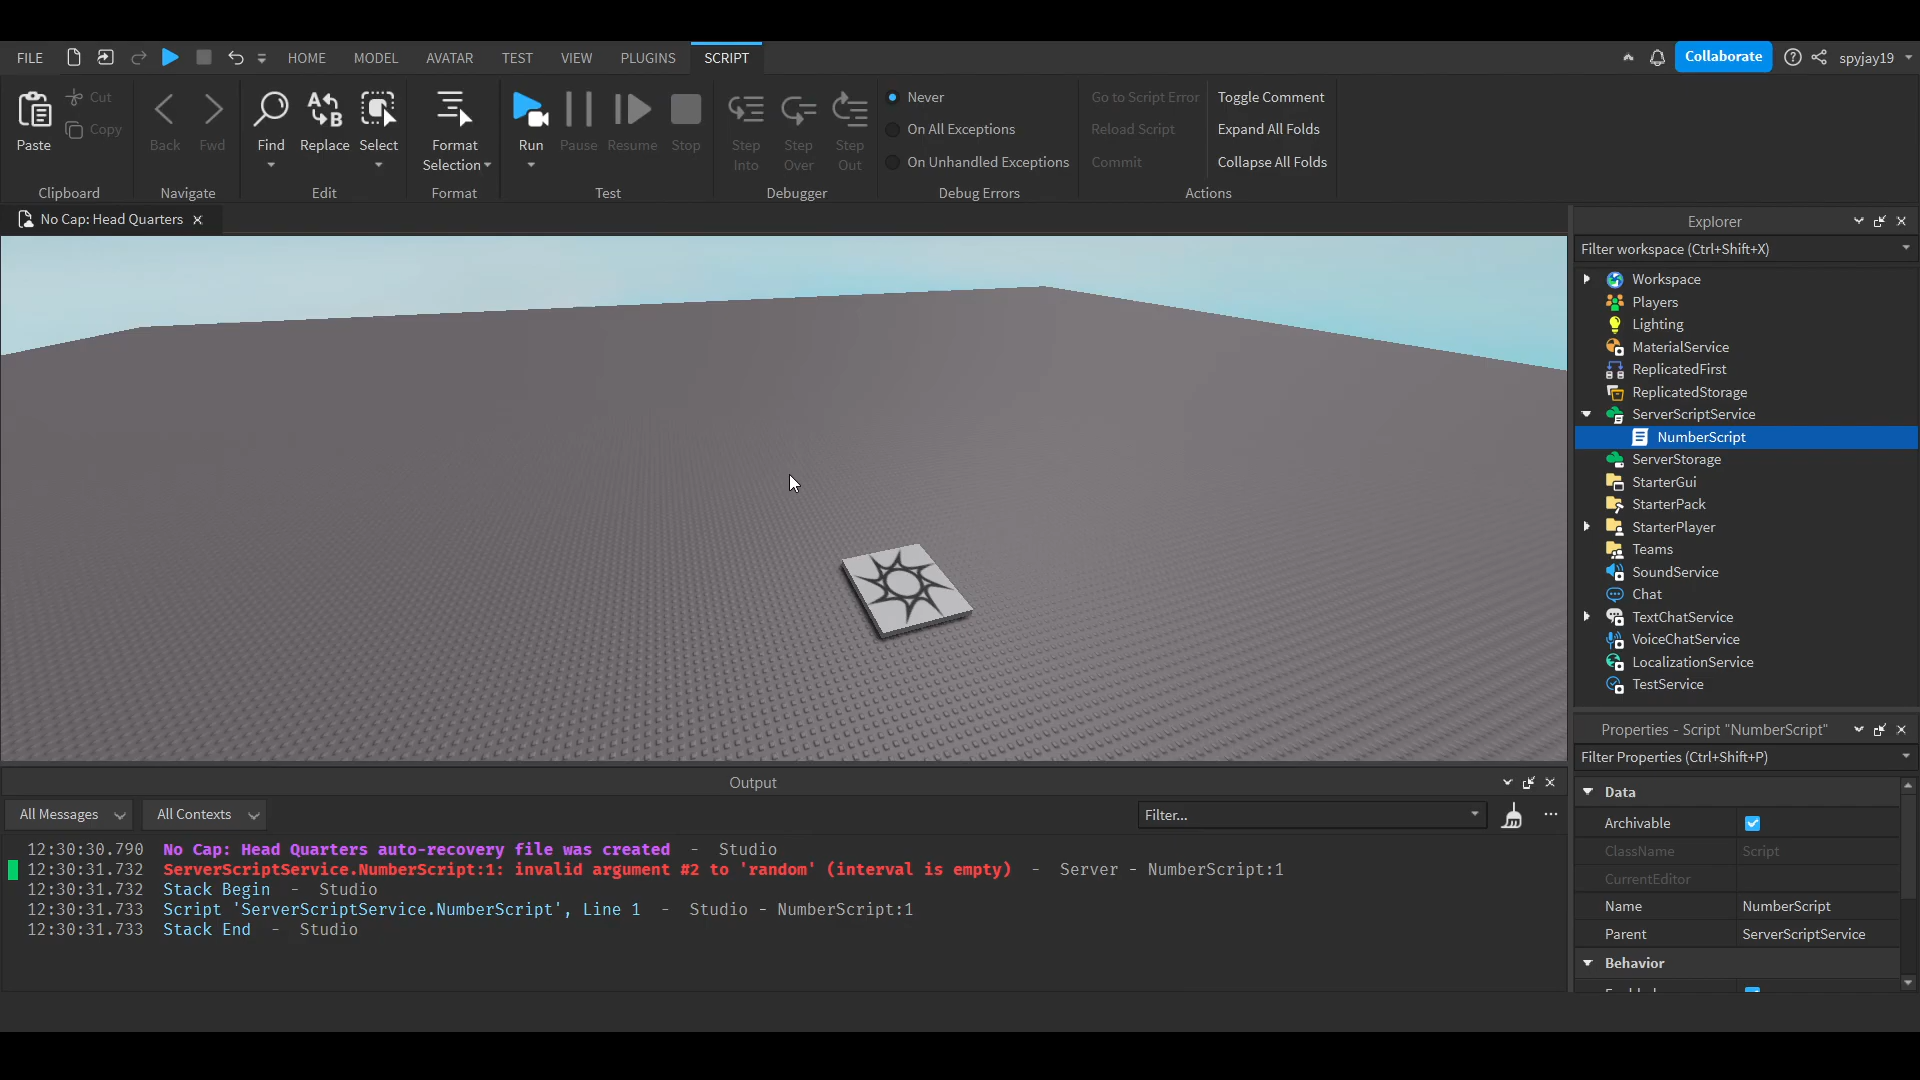 FILE HOME MODEL AVATAR TEST VIEW PLUGINS SCRIPT Collaborate spyjay19
Paste
Cut
Copy
Clipboard
Back Fwd
Navigate
Find Replace Select
Edit
Format
Selection
Format
Run Pause Resume Stop
Test
Step
Into
Step
Over
Step
Out
Debugger
Never
On All Exceptions
On Unhandled Exceptions
Debug Errors
Go to Script Error
Reload Script
Commit
Toggle Comment
Expand All Folds
Collapse All Folds
Actions
No Cap: Head Quarters
Explorer
Filter workspace (Ctrl+Shift+X)
Workspace
Players
Lighting
MaterialService
ReplicatedFirst
ReplicatedStorage
ServerScriptService
NumberScript
ServerStorage
StarterGui
StarterPack
StarterPlayer
Teams
SoundService
Chat
TextChatService
VoiceChatService
LocalizationService
TestService
Properties - Script "NumberScript"
Filter Properties (Ctrl+Shift+P)
Data
Archivable
ClassName Script
CurrentEditor
Name NumberScript
Parent ServerScriptService
Behavior
Output
All Messages All Contexts Filter...
12:30:30.790 No Cap: Head Quarters auto-recovery file was created - Studio
12:30:31.732 ServerScriptService.NumberScript:1: invalid argument #2 to 'random' (interval is empty) - Server - NumberScript:1
12:30:31.732 Stack Begin - Studio
12:30:31.733 Script 'ServerScriptService.NumberScript', Line 1 - Studio - NumberScript:1
12:30:31.733 Stack End - Studio